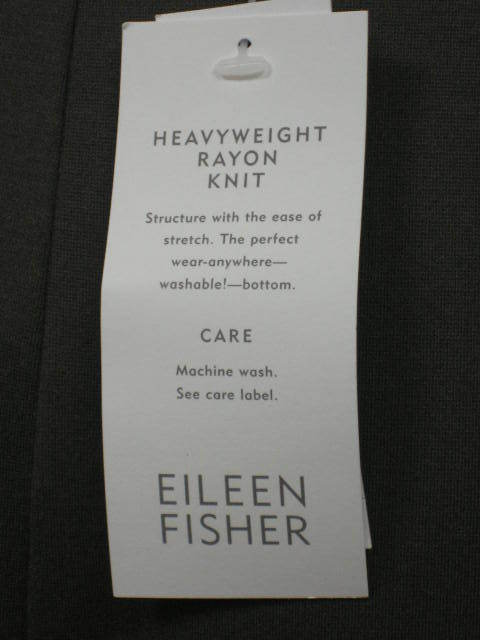 HEAVYWEIGHT
RAYON
KNIT
Structure with the ease of
stretch. The perfect
wear-anywhere—
washable!—bottom.
CARE
Machine wash.
See care label.
EILEEN
FISHER